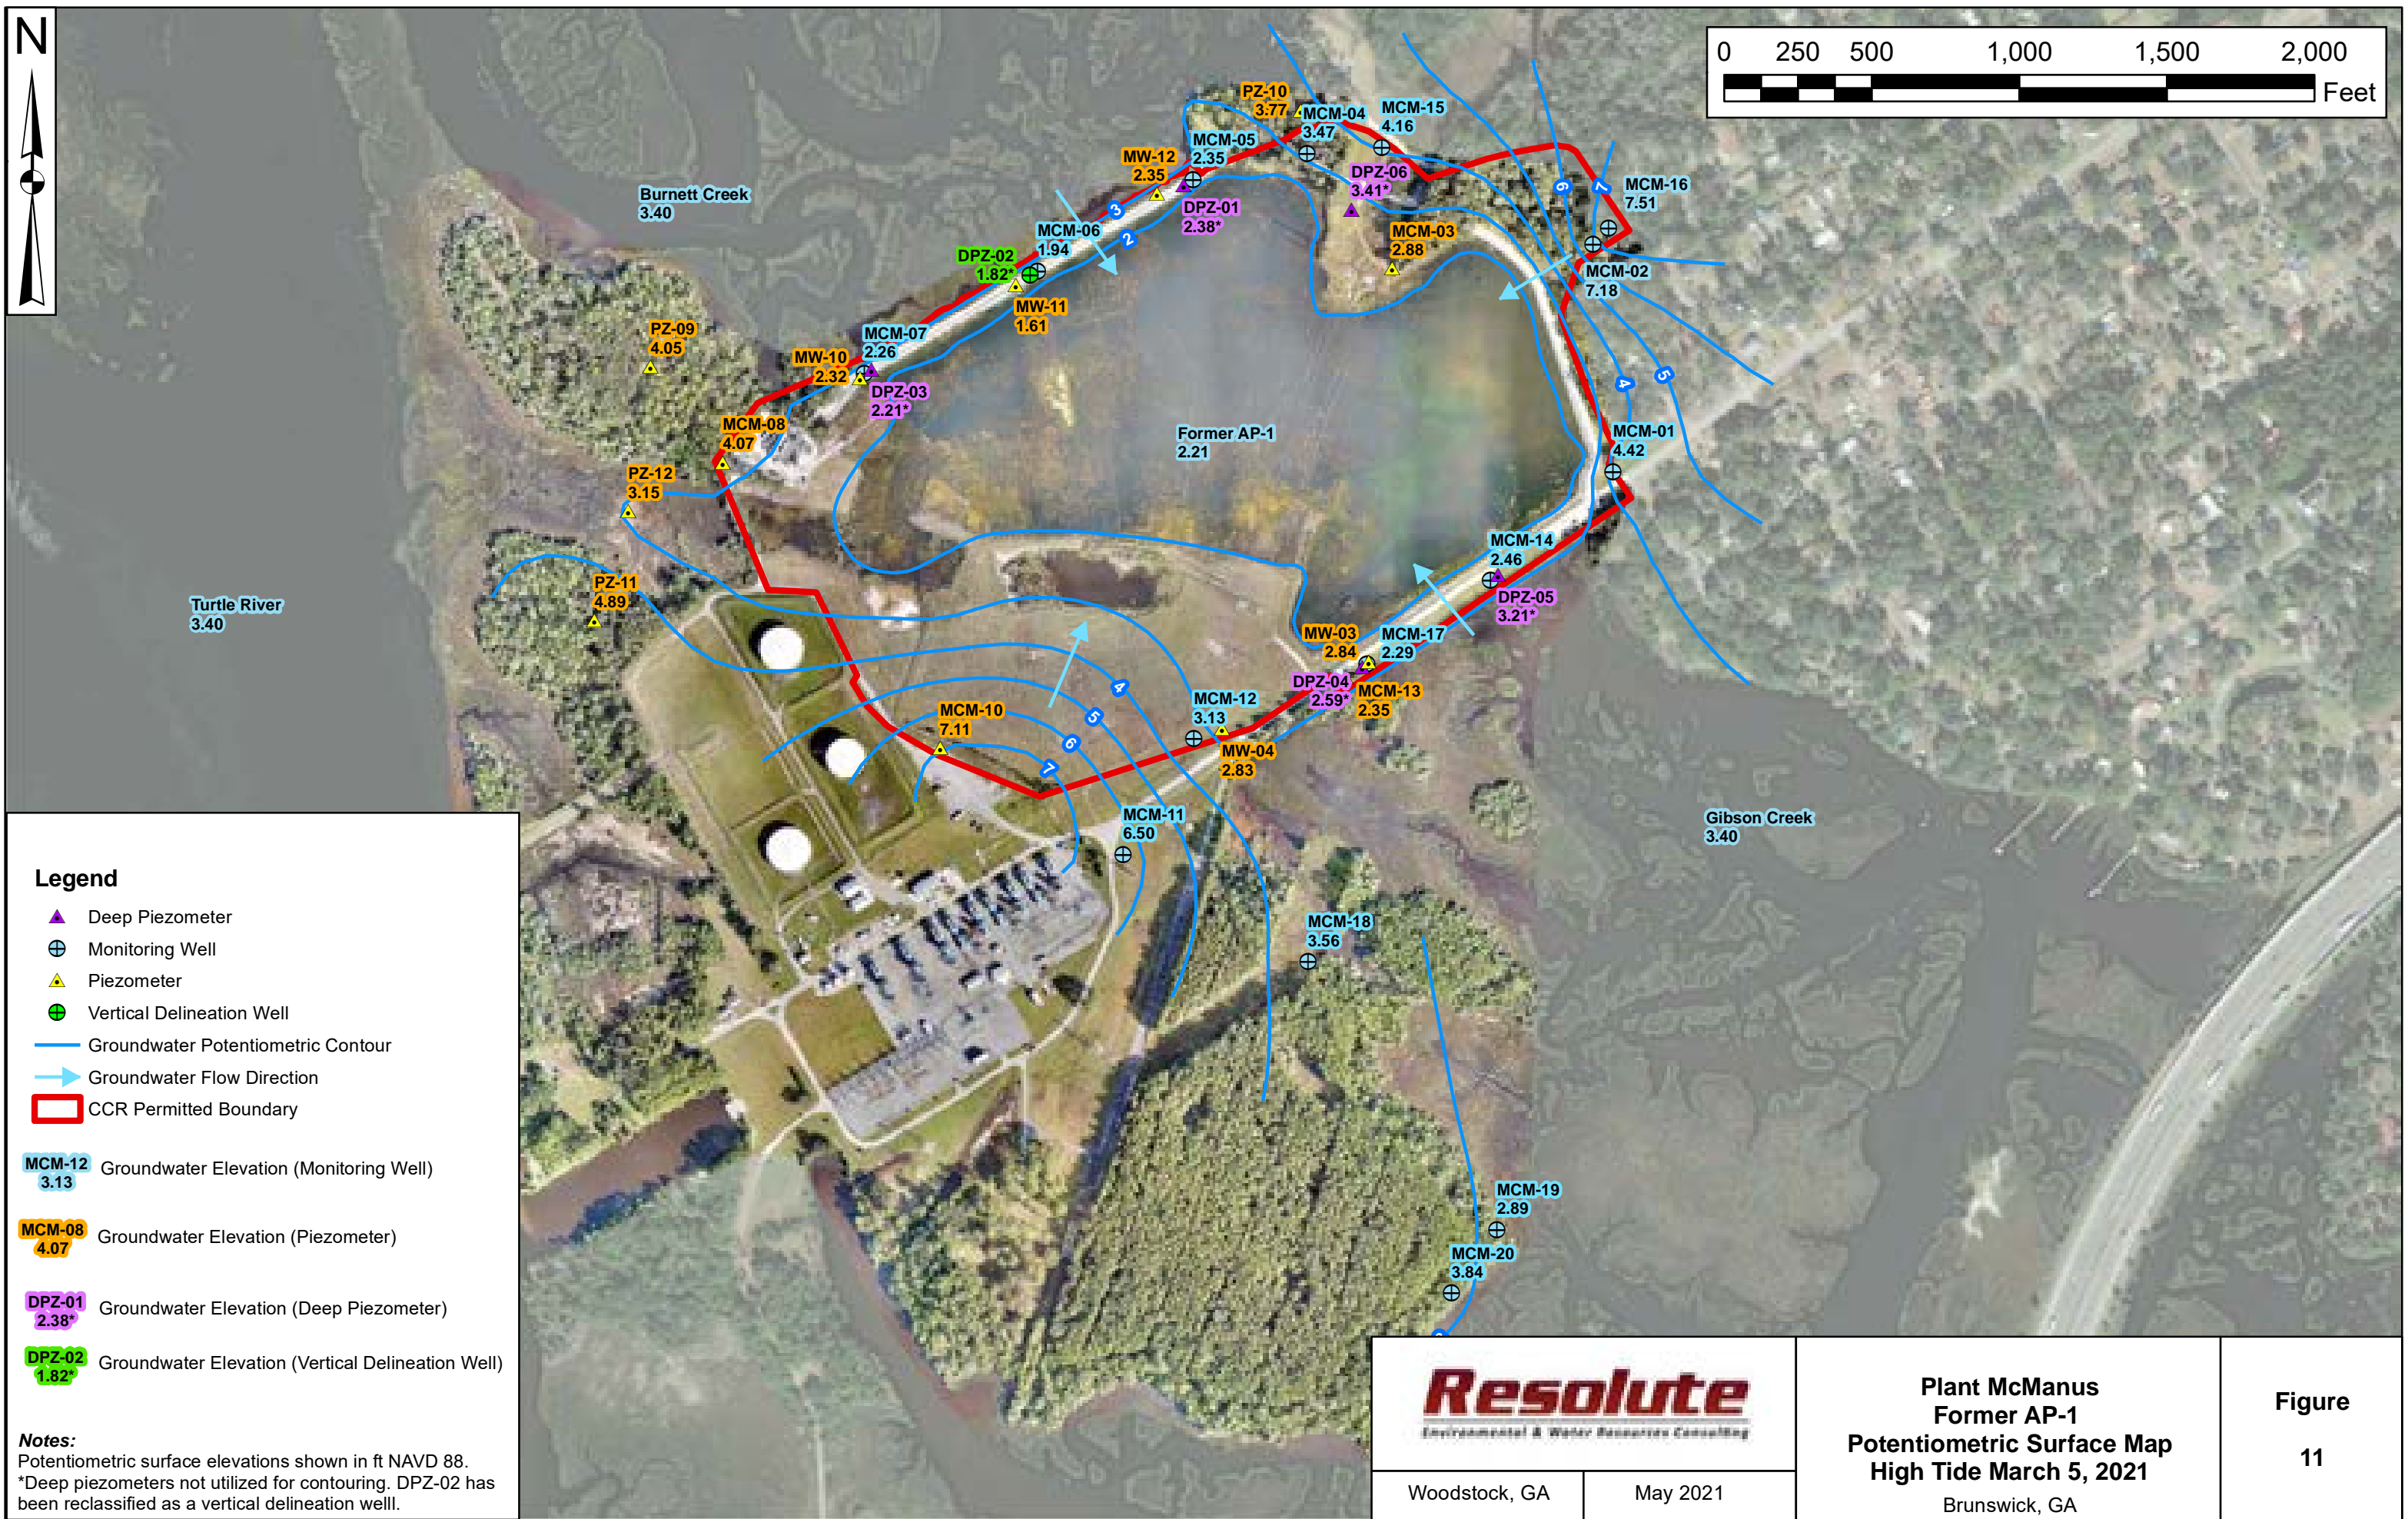 N
0 250 500 1,000 1,500 2,000
Feet
Burnett Creek
3.40
PZ-10
3.77
MCM-04
3.47
MCM-15
4.16
MCM-05
2.35
MW-12
2.35
DPZ-06
3.41*
DPZ-01
2.38*
MCM-16
7.51
6
7
MCM-03
2.88
MCM-06
1.94
3
2
DPZ-02
1.82*
MW-11
1.61
MCM-02
7.18
PZ-09
4.05
MCM-07
2.26
MW-10
2.32
DPZ-03
2.21*
4
5
MCM-08
4.07
Former AP-1
2.21
MCM-01
4.42
PZ-12
3.15
MCM-14
2.46
DPZ-05
3.21*
PZ-11
4.89
Turtle River
3.40
MW-03
2.84
MCM-17
2.29
DPZ-04
2.59*
MCM-13
2.35
MCM-12
3.13
MW-04
2.83
MCM-10
7.11
4
5
6
7
MCM-11
6.50
Gibson Creek
3.40
MCM-18
3.56
MCM-19
2.89
MCM-20
3.84
Legend
Deep Piezometer
Monitoring Well
Piezometer
Vertical Delineation Well
Groundwater Potentiometric Contour
Groundwater Flow Direction
CCR Permitted Boundary
MCM-12
3.13
Groundwater Elevation (Monitoring Well)
MCM-08
4.07
Groundwater Elevation (Piezometer)
DPZ-01
2.38*
Groundwater Elevation (Deep Piezometer)
DPZ-02
1.82*
Groundwater Elevation (Vertical Delineation Well)
Notes:
Potentiometric surface elevations shown in ft NAVD 88.
*Deep piezometers not utilized for contouring. DPZ-02 has
been reclassified as a vertical delineation welll.
Resolute
Environmental & Water Resources Consulting
Woodstock, GA
May 2021
Plant McManus
Former AP-1
Potentiometric Surface Map
High Tide March 5, 2021
Brunswick, GA
Figure
11